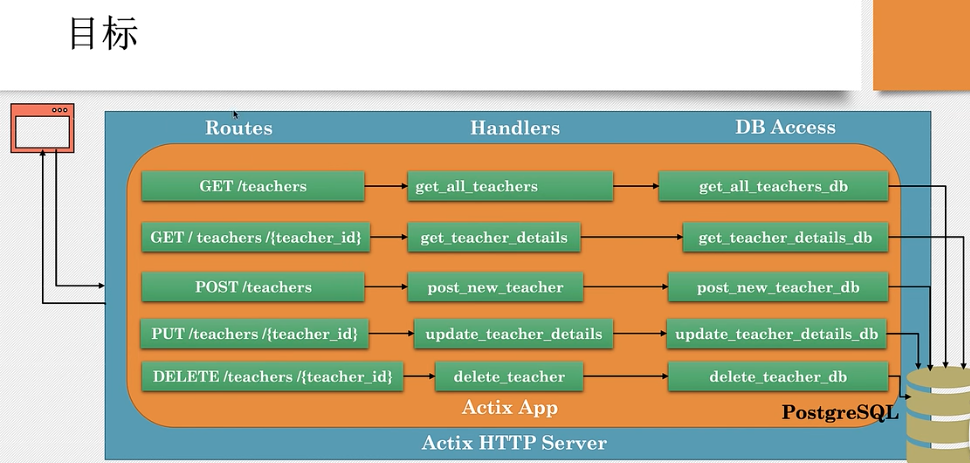 目标
Routes Handlers DB Access
GET /teachers get_all_teachers get_all_teachers_db
GET / teachers /{teacher_id} get_teacher_details get_teacher_details_db
POST /teachers post_new_teacher post_new_teacher_db
PUT /teachers /{teacher_id} update_teacher_details update_teacher_details_db
DELETE /teachers /{teacher_id} delete_teacher delete_teacher_db
Actix App
PostgreSQL
Actix HTTP Server